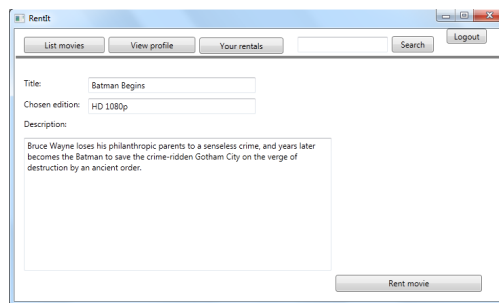 RentIt
List movies View profile Your rentals Search Logout
Title: Batman Begins
Chosen edition: HD 1080p
Description:
Bruce Wayne loses his philanthropic parents to a senseless crime, and years later
becomes the Batman to save the crime-ridden Gotham City on the verge of
destruction by an ancient order.
Rent movie